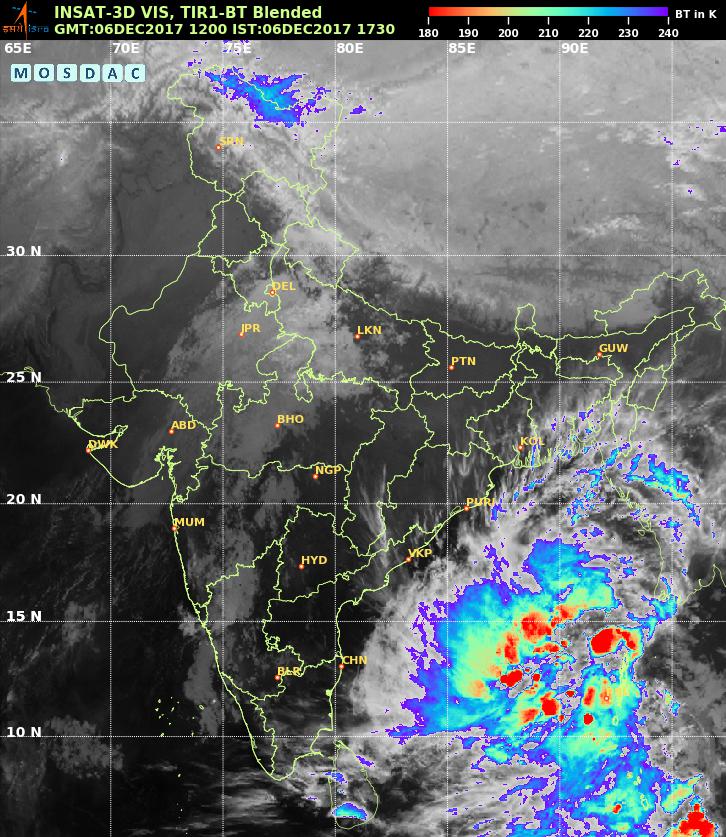 INSAT-3D VIS, TIR1-BT Blended
GMT:06DEC2017 1200 IST:06DEC2017 1730
BT in K
180 190 200 210 220 230 240
65E 70E 75E 80E 85E 90E
MOSDAC
SRN
30 N
DEL
JPR LKN
GUW
PTN
25 N
BHO
ABD
KOL
DWK
NGP
20 N
PURI
MUM
VKP
HYD
15 N
CHN
BLR
10 N